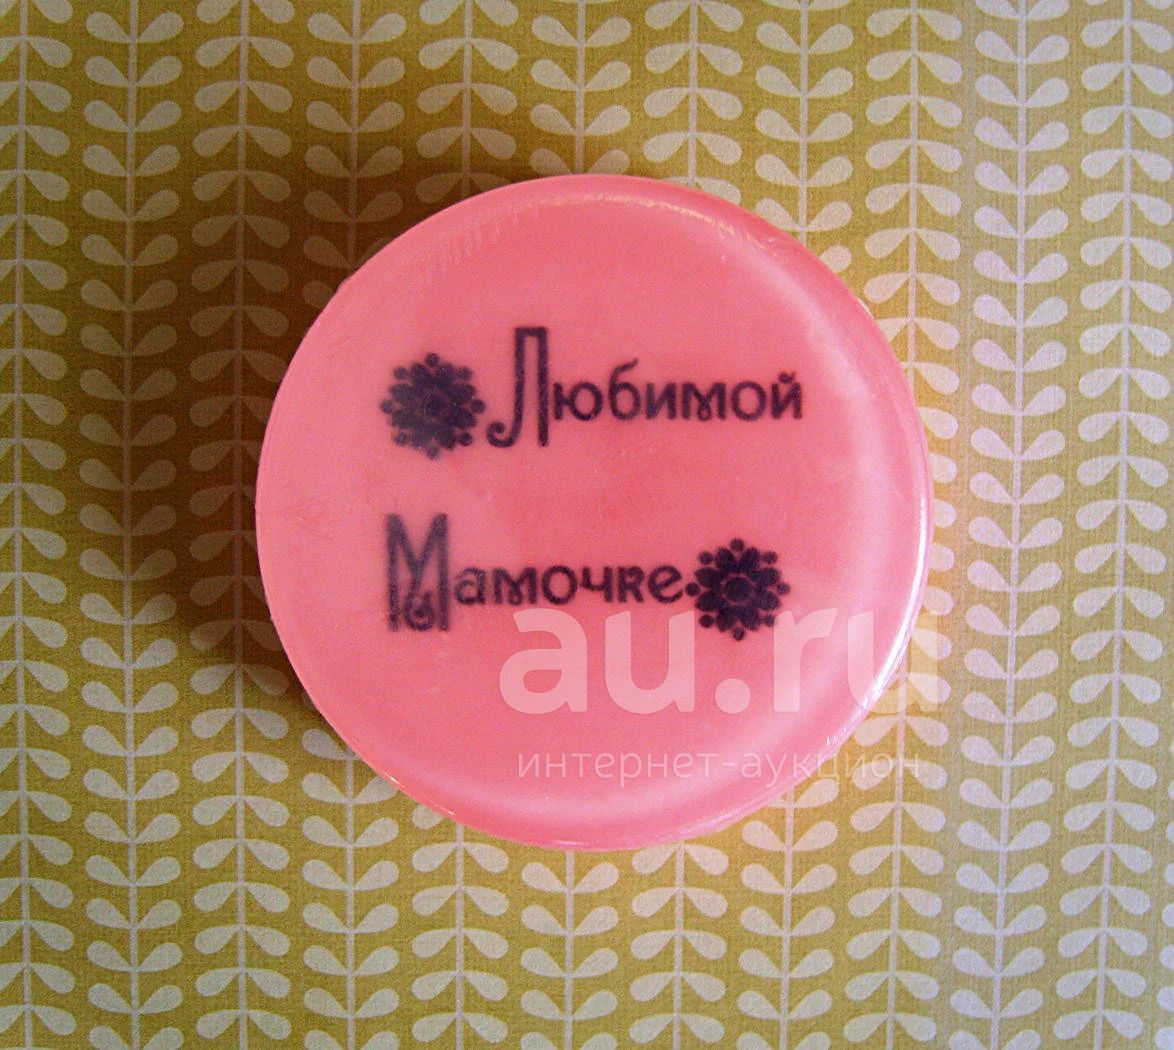 Любимой
Мамочке
au.ru
интернет-аукцион